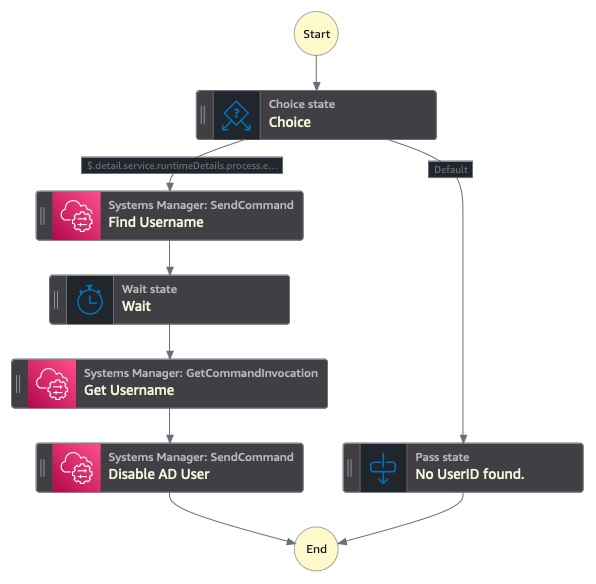 Start
Choice state
Choice
$.detail.service.runtimeDetails.process.e...
Default
Systems Manager: SendCommand
Find Username
Wait state
Wait
Systems Manager: GetCommandInvocation
Get Username
Systems Manager: SendCommand
Disable AD User
Pass state
No UserID found.
End